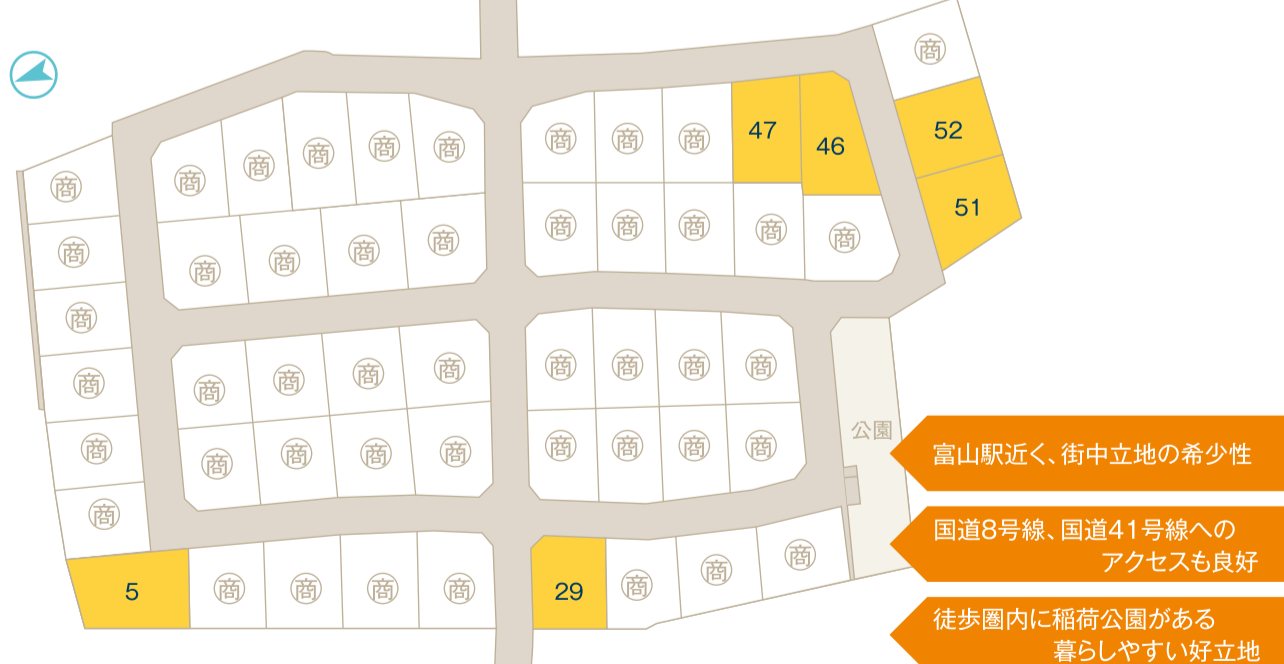 商
商 商 商 商 商 商 商 商 47 46 52
商 商 商 商 商 商 商 商 商 51
商
商
商
商
商
商
商 商 商 商 商 商 商 商
商 商 商 商 商 商 商 商
5 商 商 商 商 29 商 商 商
公園
富山駅近く、街中立地の希少性
国道8号線、国道41号線への
アクセスも良好
徒歩圏内に稲荷公園がある
暮らしやすい好立地